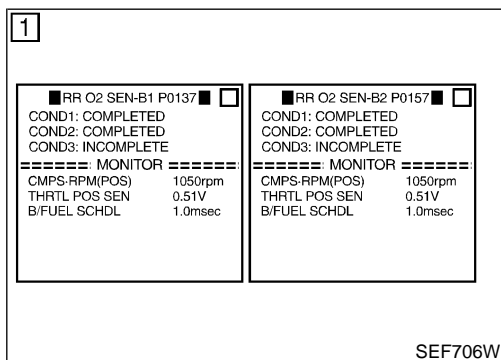 1
RR O2 SEN-B1 P0137
COND1: COMPLETED
COND2: COMPLETED
COND3: INCOMPLETE
====== MONITOR ======
CMPS·RPM(POS) 1050rpm
THRTL POS SEN 0.51V
B/FUEL SCHDL 1.0msec
RR O2 SEN-B2 P0157
COND1: COMPLETED
COND2: COMPLETED
COND3: INCOMPLETE
====== MONITOR ======
CMPS·RPM(POS) 1050rpm
THRTL POS SEN 0.51V
B/FUEL SCHDL 1.0msec
SEF706W